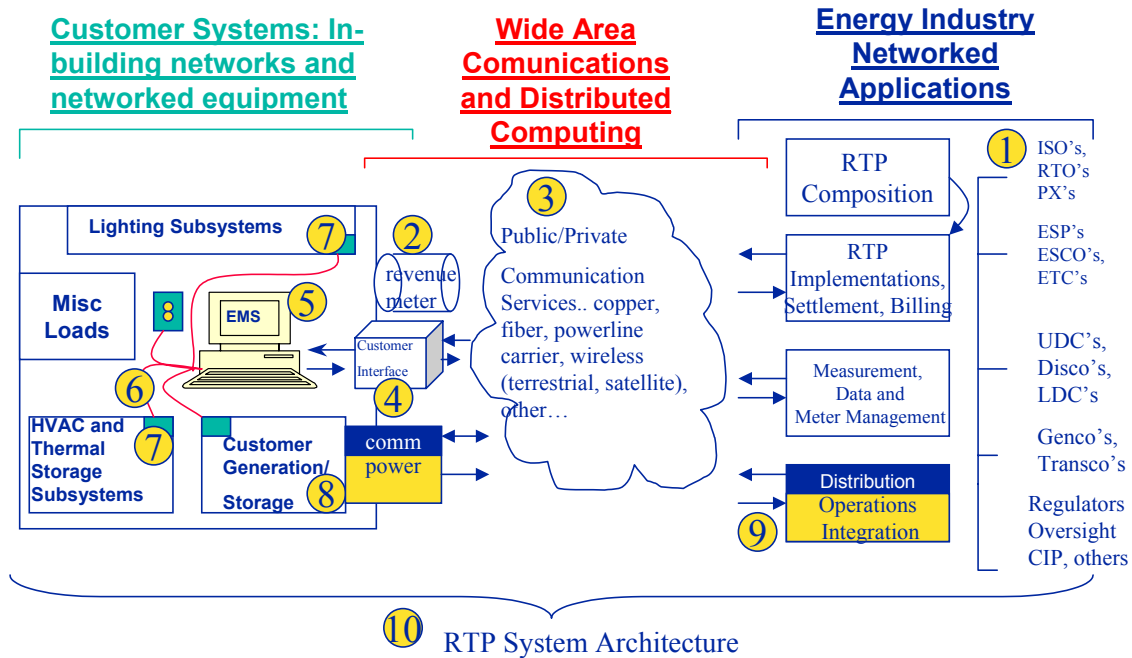 Customer Systems: In-
building networks and
networked equipment
Wide Area
Comunications
and Distributed
Computing
Energy Industry
Networked
Applications
1
ISO's,
RTO's
PX's
ESP's
ESCO's,
ETC's
UDC's,
Disco's,
LDC's
Genco's,
Transco's
Regulators
Oversight
CIP, others
RTP
Composition
RTP
Implementations,
Settlement, Billing
Measurement,
Data and
Meter Management
Distribution
Operations
Integration
9
3
Public/Private
Communication
Services.. copper,
fiber, powerline
carrier, wireless
(terrestrial, satellite),
other…
Lighting Subsystems
7
2
revenue
meter
Misc
Loads
EMS
5
Customer
Interface
4
6
HVAC and
Thermal
Storage
Subsystems
7
Customer
Generation/
Storage
8
comm
power
10
RTP System Architecture